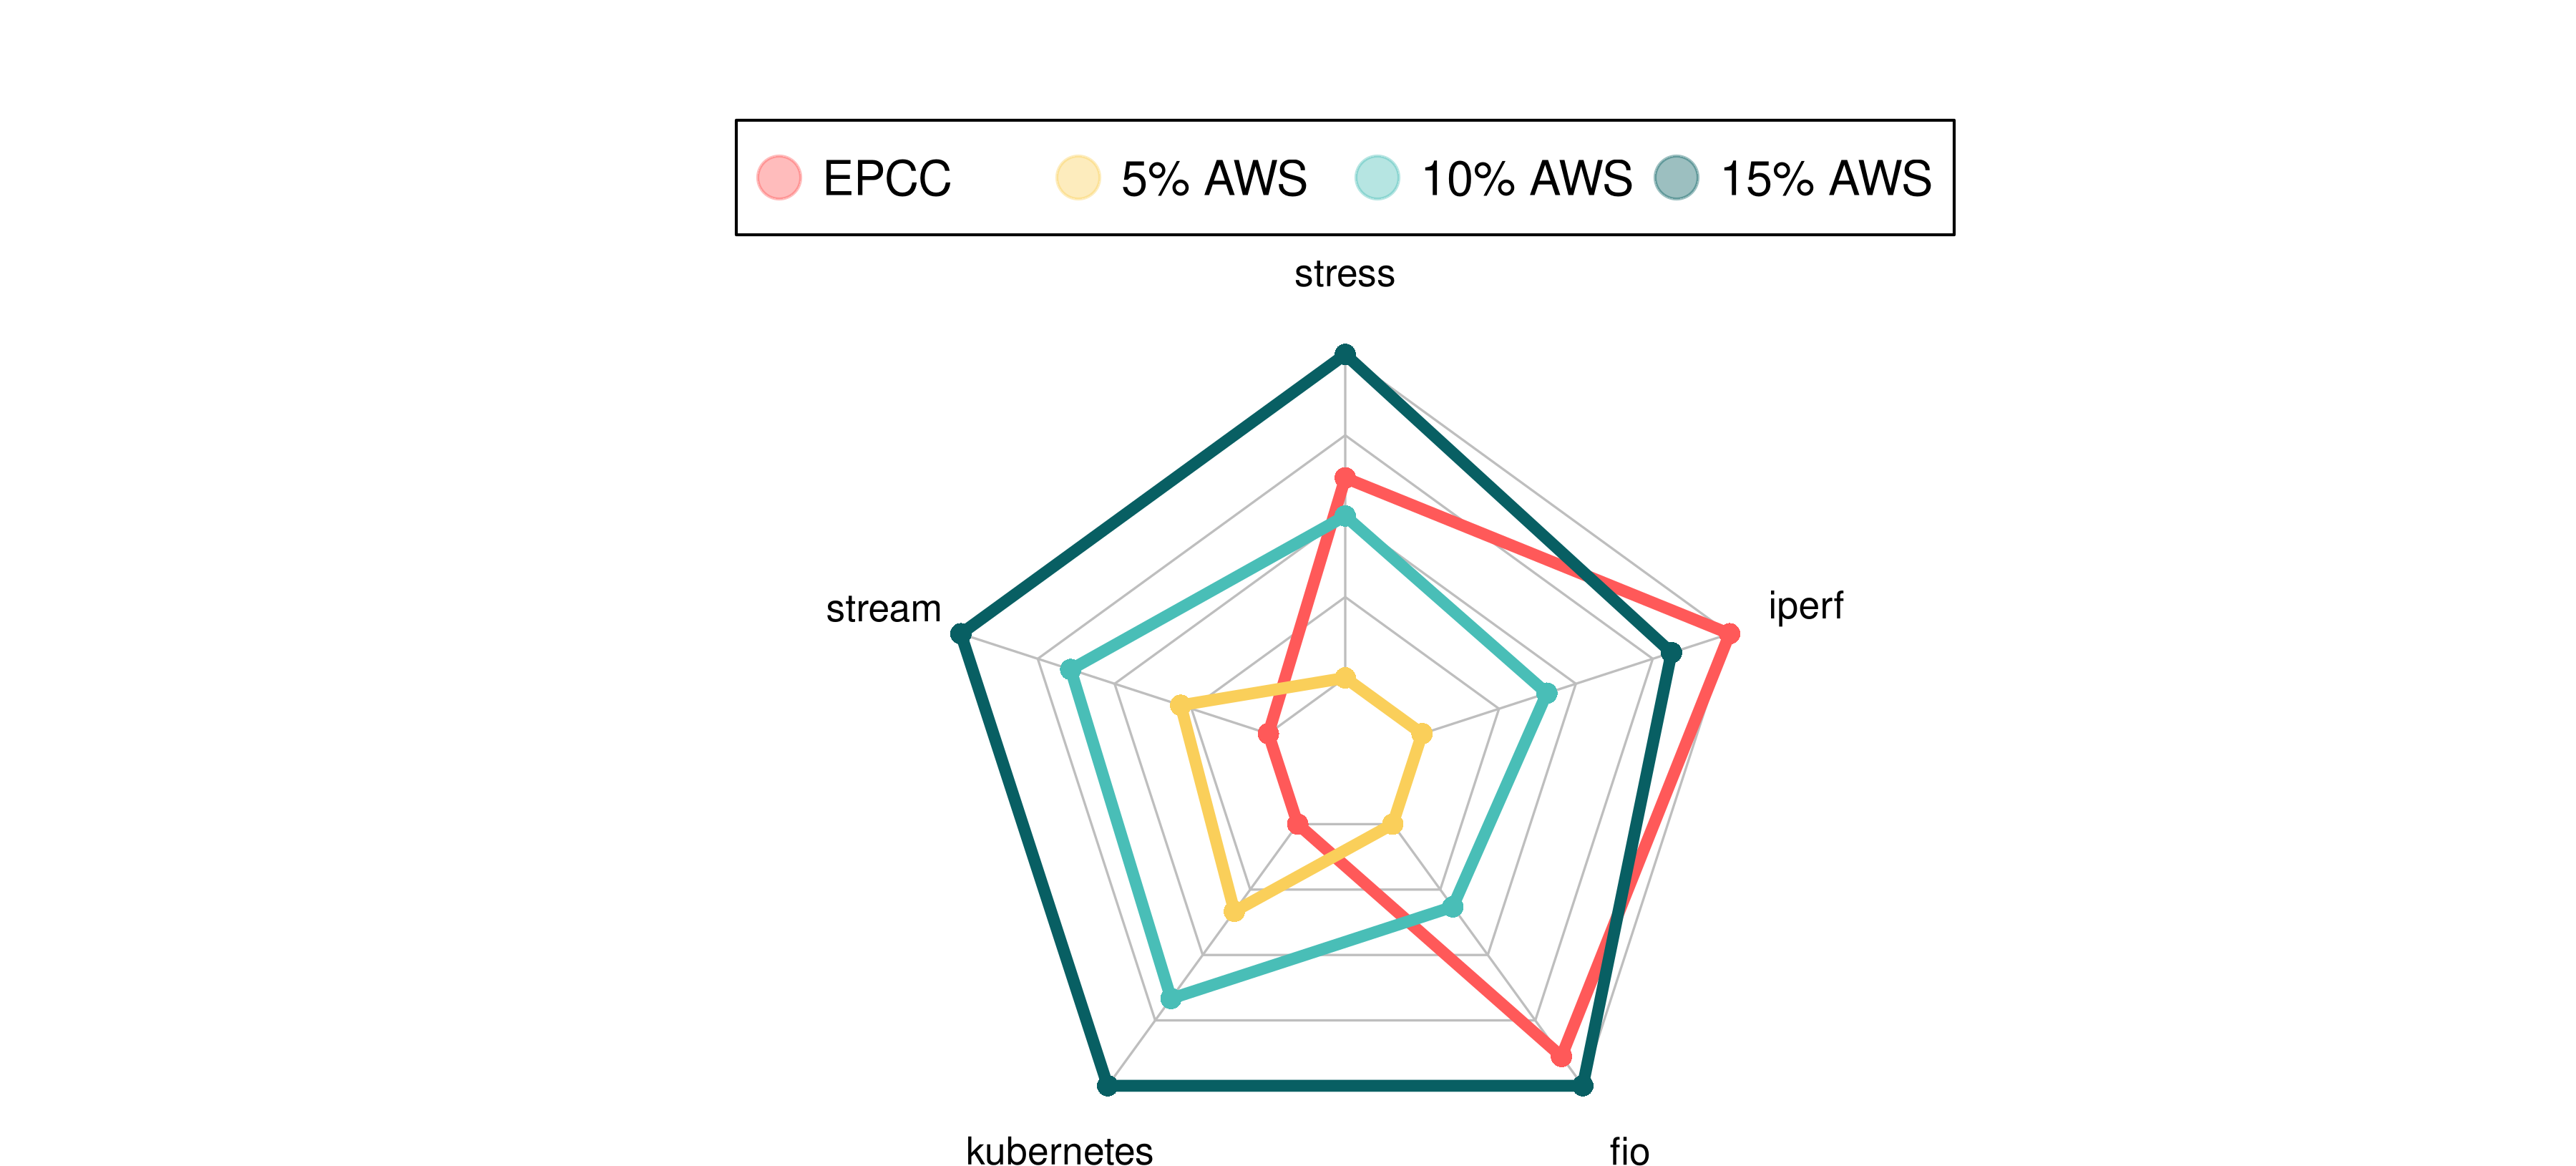 EPCC 5% AWS 10% AWS 15% AWS
stress
iperf
stream
kubernetes
fio